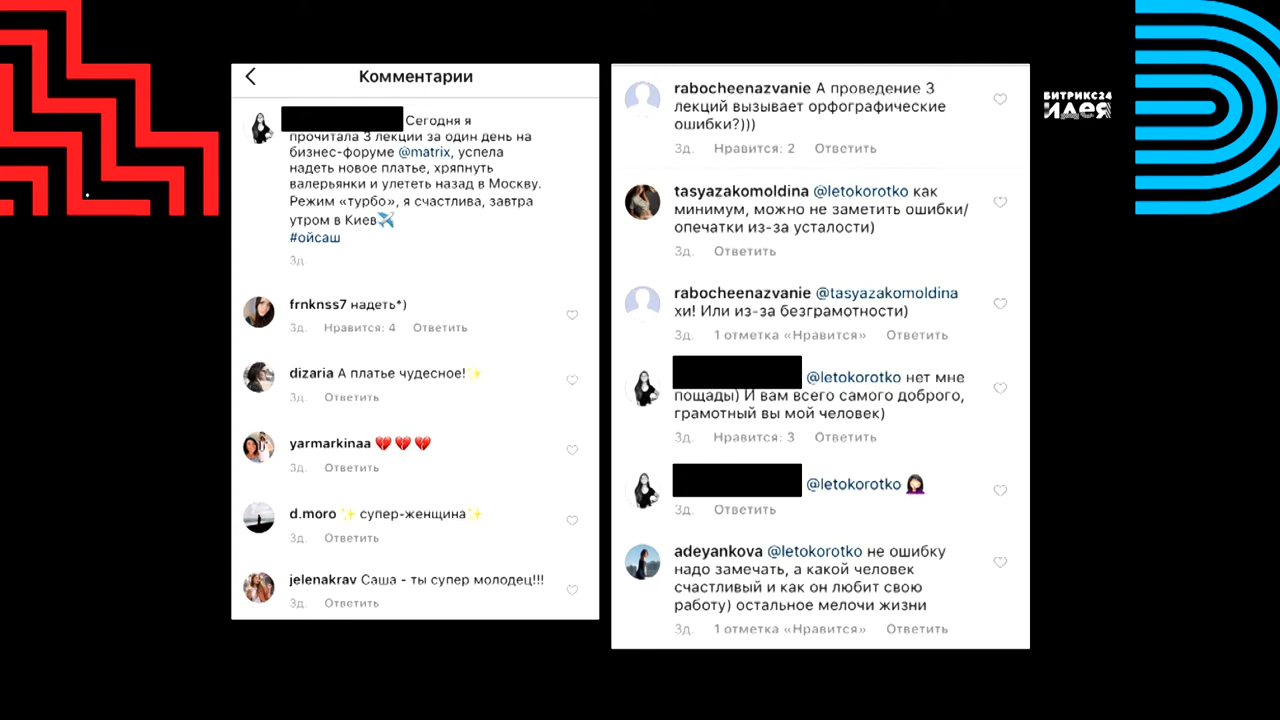 Комментарии
Сегодня я
прочитала 3 лекции за один день на
бизнес-форуме @matrix, успела
надеть новое платье, хряпнуть
валерьянки и улететь назад в Москву.
Режим «турбо», я счастлива, завтра
утром в Киев✈️
#ойсаш
3д.
frnknss7 надеть*)
3д. Нравится: 4 Ответить
dizaria А платье чудесное!✨
3д. Ответить
yarmarkinaa 💔 💔 💔
3д. Ответить
d.moro ✨ супер-женщина✨
3д. Ответить
jelenakrav Саша - ты супер молодец!!!
3д. Ответить
rabocheenazvanie А проведение 3
лекций вызывает орфографические
ошибки?)))
3д. Нравится: 2 Ответить
tasyazakomoldina @letokorotko как
минимум, можно не заметить ошибки/
опечатки из-за усталости)
3д. Ответить
rabocheenazvanie @tasyazakomoldina
хи! Или из-за безграмотности)
3д. 1 отметка «Нравится» Ответить
@letokorotko нет мне
пощады) И вам всего самого доброго,
грамотный вы мой человек)
3д. Нравится: 3 Ответить
@letokorotko 🤦🏻‍♀️
3д. Ответить
adeyankova @letokorotko не ошибку
надо замечать, а какой человек
счастливый и как он любит свою
работу) остальное мелочи жизни
3д. 1 отметка «Нравится» Ответить
БИТРИКС24
идея